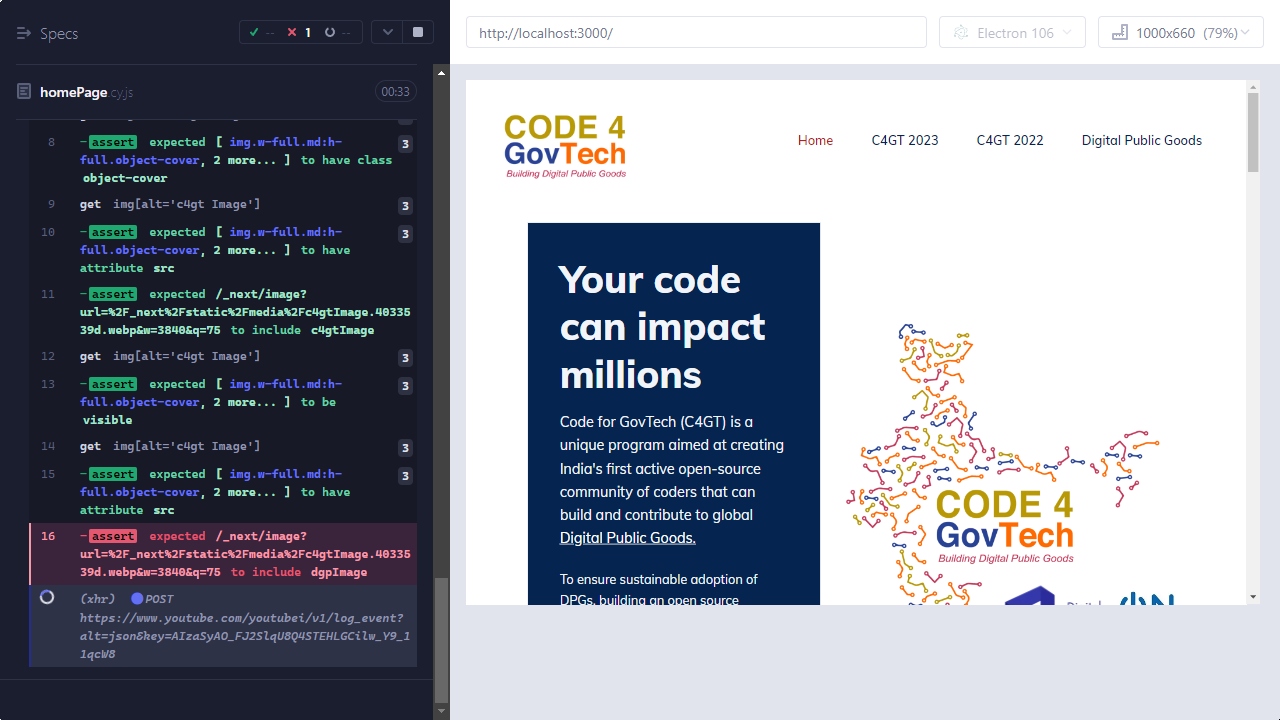 Specs
--
1
--
http://localhost:3000/
Electron 106
1000x660 (79%)
homePage.cy.js
00:33
8
-assert expected [ img.w-full.md:h-
full.object-cover, 2 more... ] to have class
object-cover
3
9
get img[alt='c4gt Image']
3
10
-assert expected [ img.w-full.md:h-
full.object-cover, 2 more... ] to have
attribute src
3
11
-assert expected /_next/image?
url=%2F_next%2Fstatic%2Fmedia%2Fc4gtImage.40335
39d.webp&w=3840&q=75 to include c4gtImage
12
get img[alt='c4gt Image']
3
13
-assert expected [ img.w-full.md:h-
full.object-cover, 2 more... ] to be
visible
3
14
get img[alt='c4gt Image']
3
15
-assert expected [ img.w-full.md:h-
full.object-cover, 2 more... ] to have
attribute src
3
16
-assert expected /_next/image?
url=%2F_next%2Fstatic%2Fmedia%2Fc4gtImage.40335
39d.webp&w=3840&q=75 to include dgpImage
(xhr) POST
https://www.youtube.com/youtubei/v1/log_event?
alt=json&key=AIzaSyAO_FJ2SlqU8Q4STEHLGCilw_Y9_1
1qcW8
CODE 4
GovTech
Building Digital Public Goods
Home
C4GT 2023
C4GT 2022
Digital Public Goods
Your code
can impact
millions
Code for GovTech (C4GT) is a
unique program aimed at creating
India's first active open-source
community of coders that can
build and contribute to global
Digital Public Goods.
To ensure sustainable adoption of
DPGs, building an open source
CODE 4
GovTech
Building Digital Public Goods